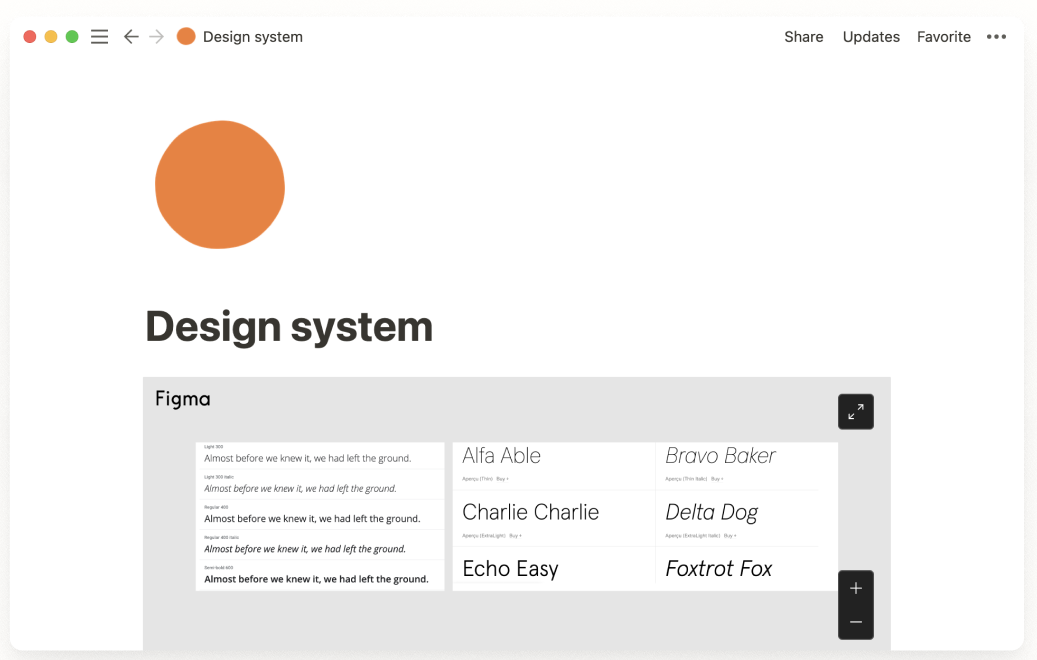 Design system
Share Updates Favorite
Design system
Figma
Light 300
Almost before we knew it, we had left the ground.
Light 300 Italic
Almost before we knew it, we had left the ground.
Regular 400
Almost before we knew it, we had left the ground.
Regular 400 Italic
Almost before we knew it, we had left the ground.
Semi-bold 600
Almost before we knew it, we had left the ground.
Alfa Able
Aperçu (Thin) Buy +
Bravo Baker
Aperçu (Thin Italic) Buy +
Charlie Charlie
Aperçu (ExtraLight) Buy +
Delta Dog
Aperçu (ExtraLight Italic) Buy +
Echo Easy
Foxtrot Fox